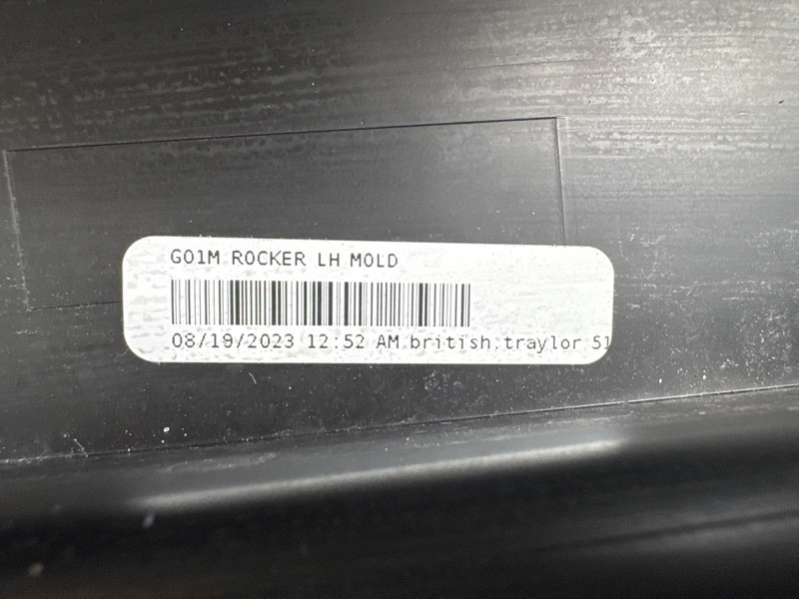 G01M ROCKER LH MOLD
08/19/2023 12:52 AM british.traylor 51